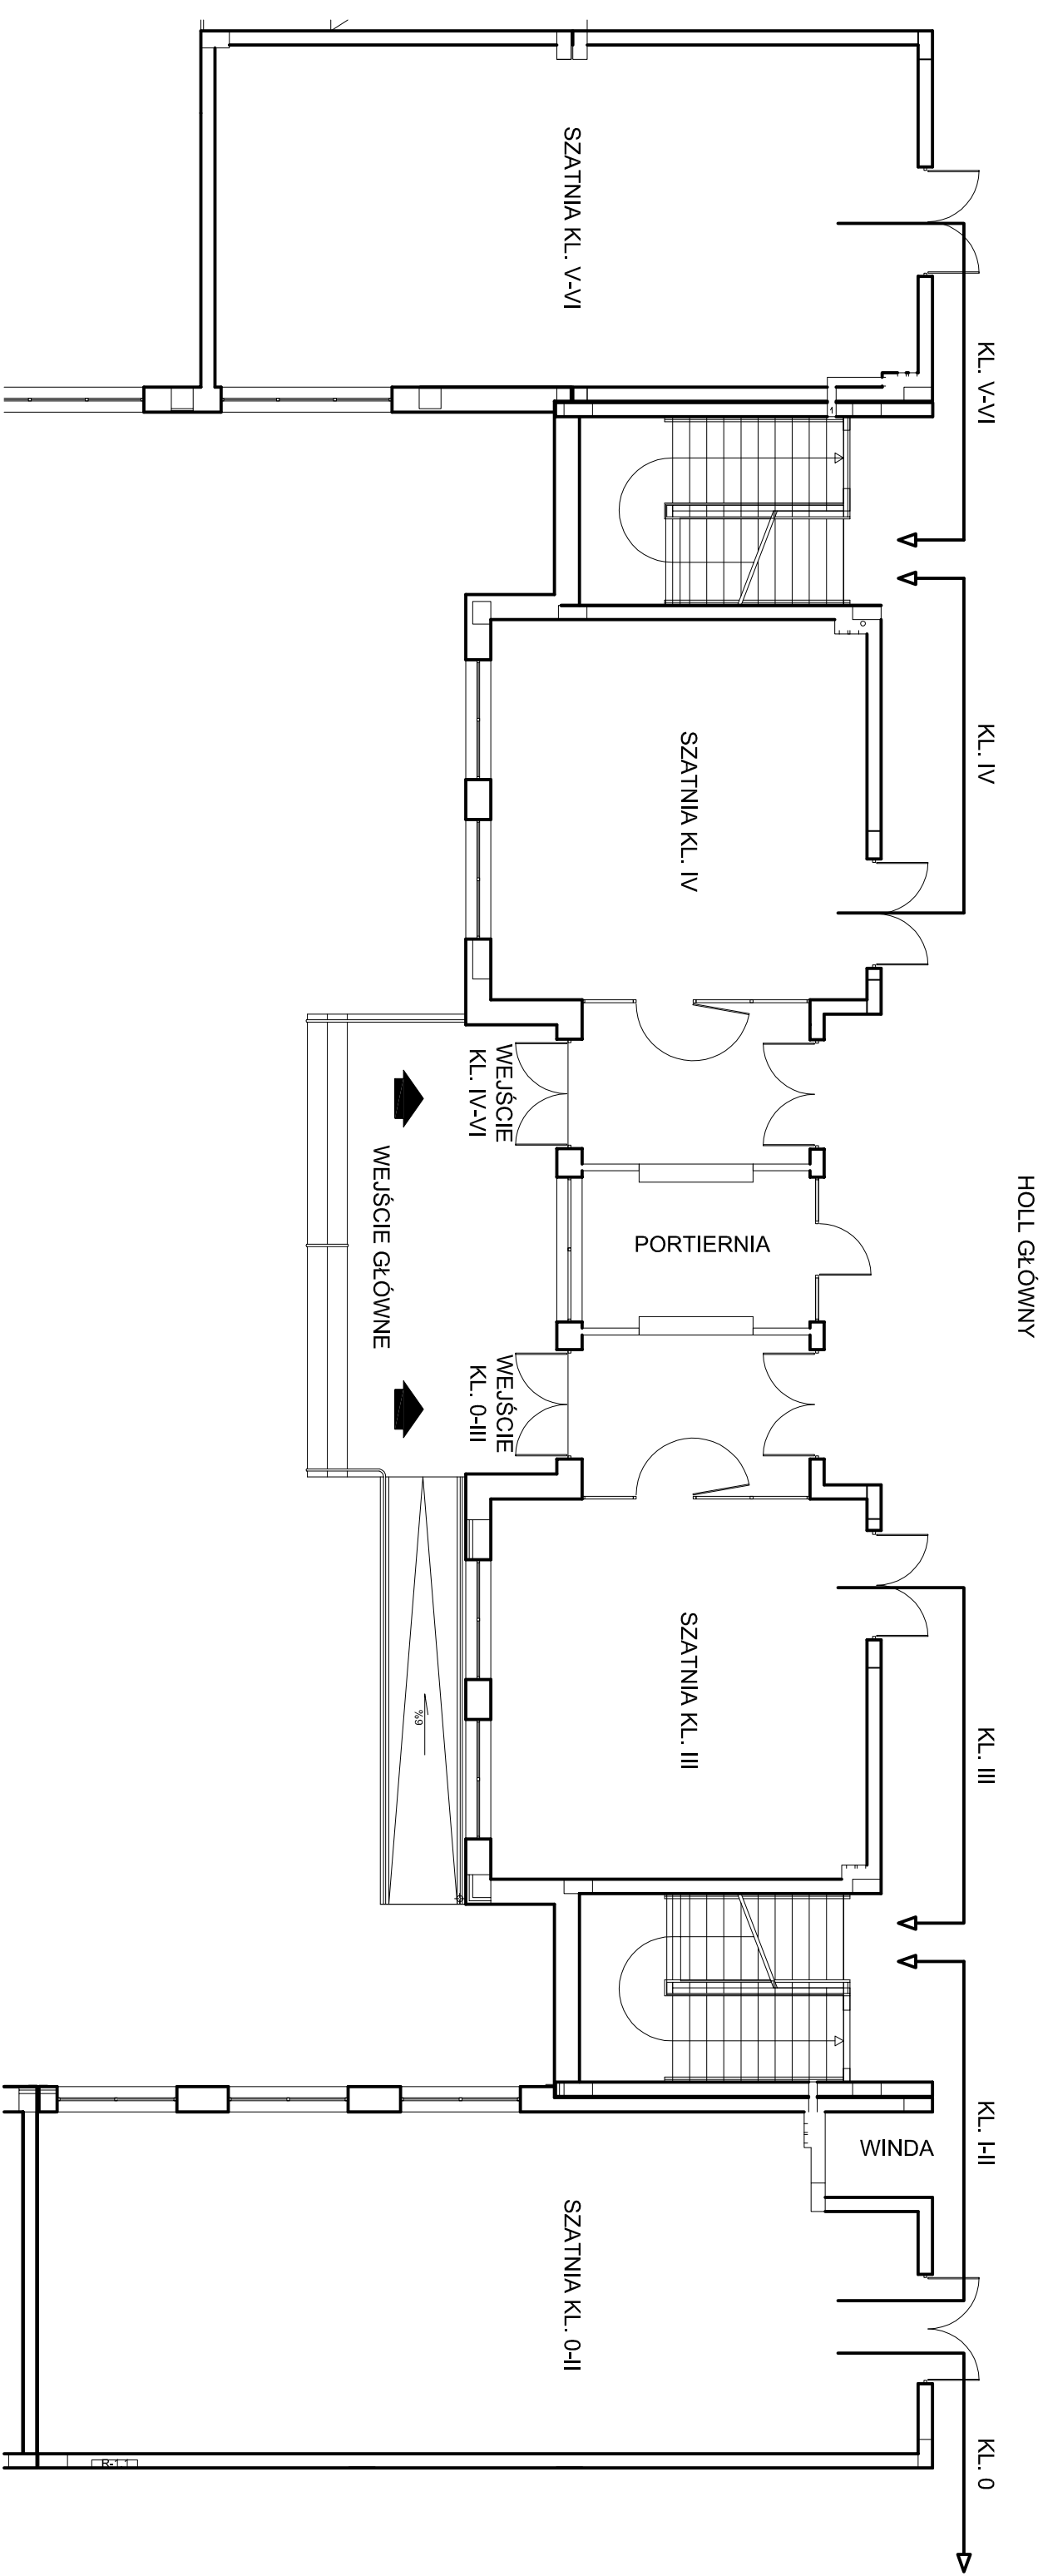 HOLL GŁÓWNY
KL. V-VI
KL. IV
KL. III
KL. I-II
KL. 0
SZATNIA KL. V-VI
SZATNIA KL. IV
PORTIERNIA
SZATNIA KL. III
WINDA
SZATNIA KL. 0-II
WEJŚCIE
KL. IV-VI
WEJŚCIE
KL. 0-III
WEJŚCIE GŁÓWNE
6%